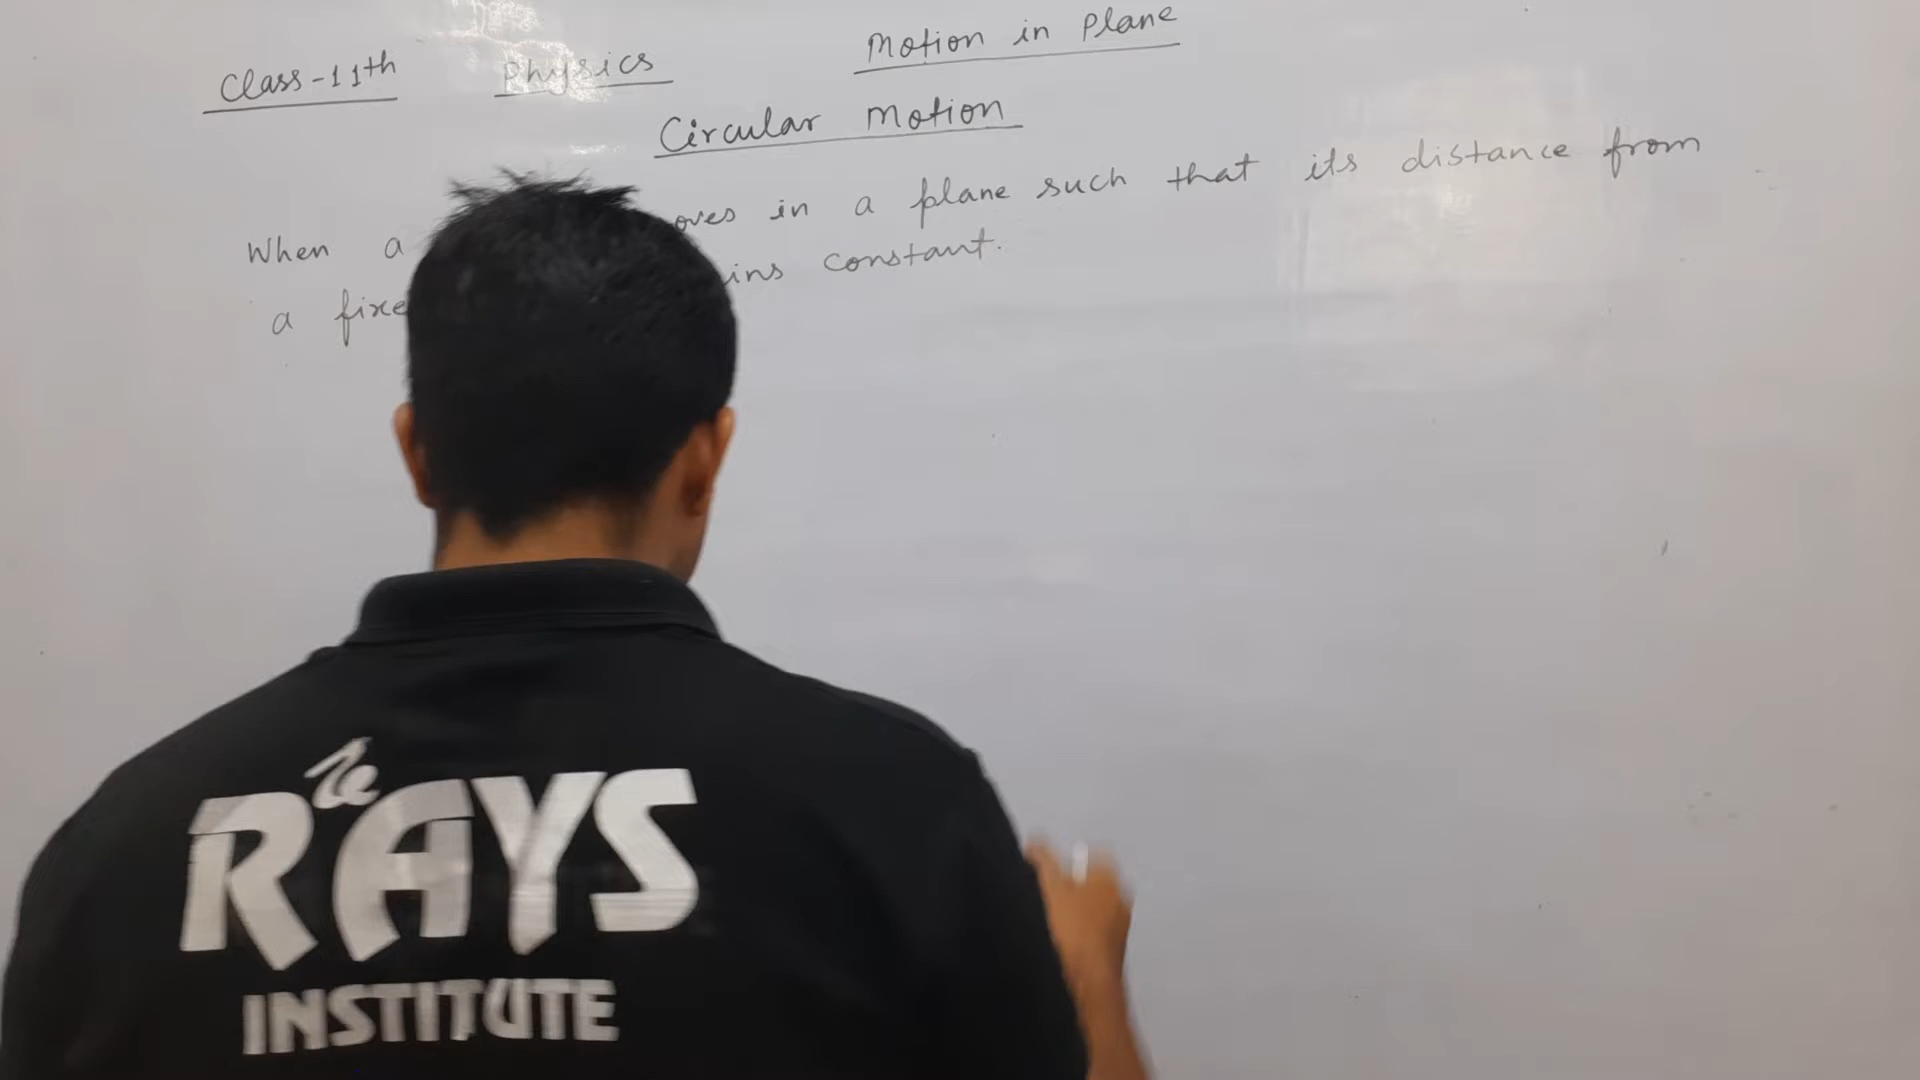 Class-11th Physics Motion in Plane
Circular Motion
When a oves in a plane such that its distance from
a fixe ins constant.
RAYS
INSTITUTE